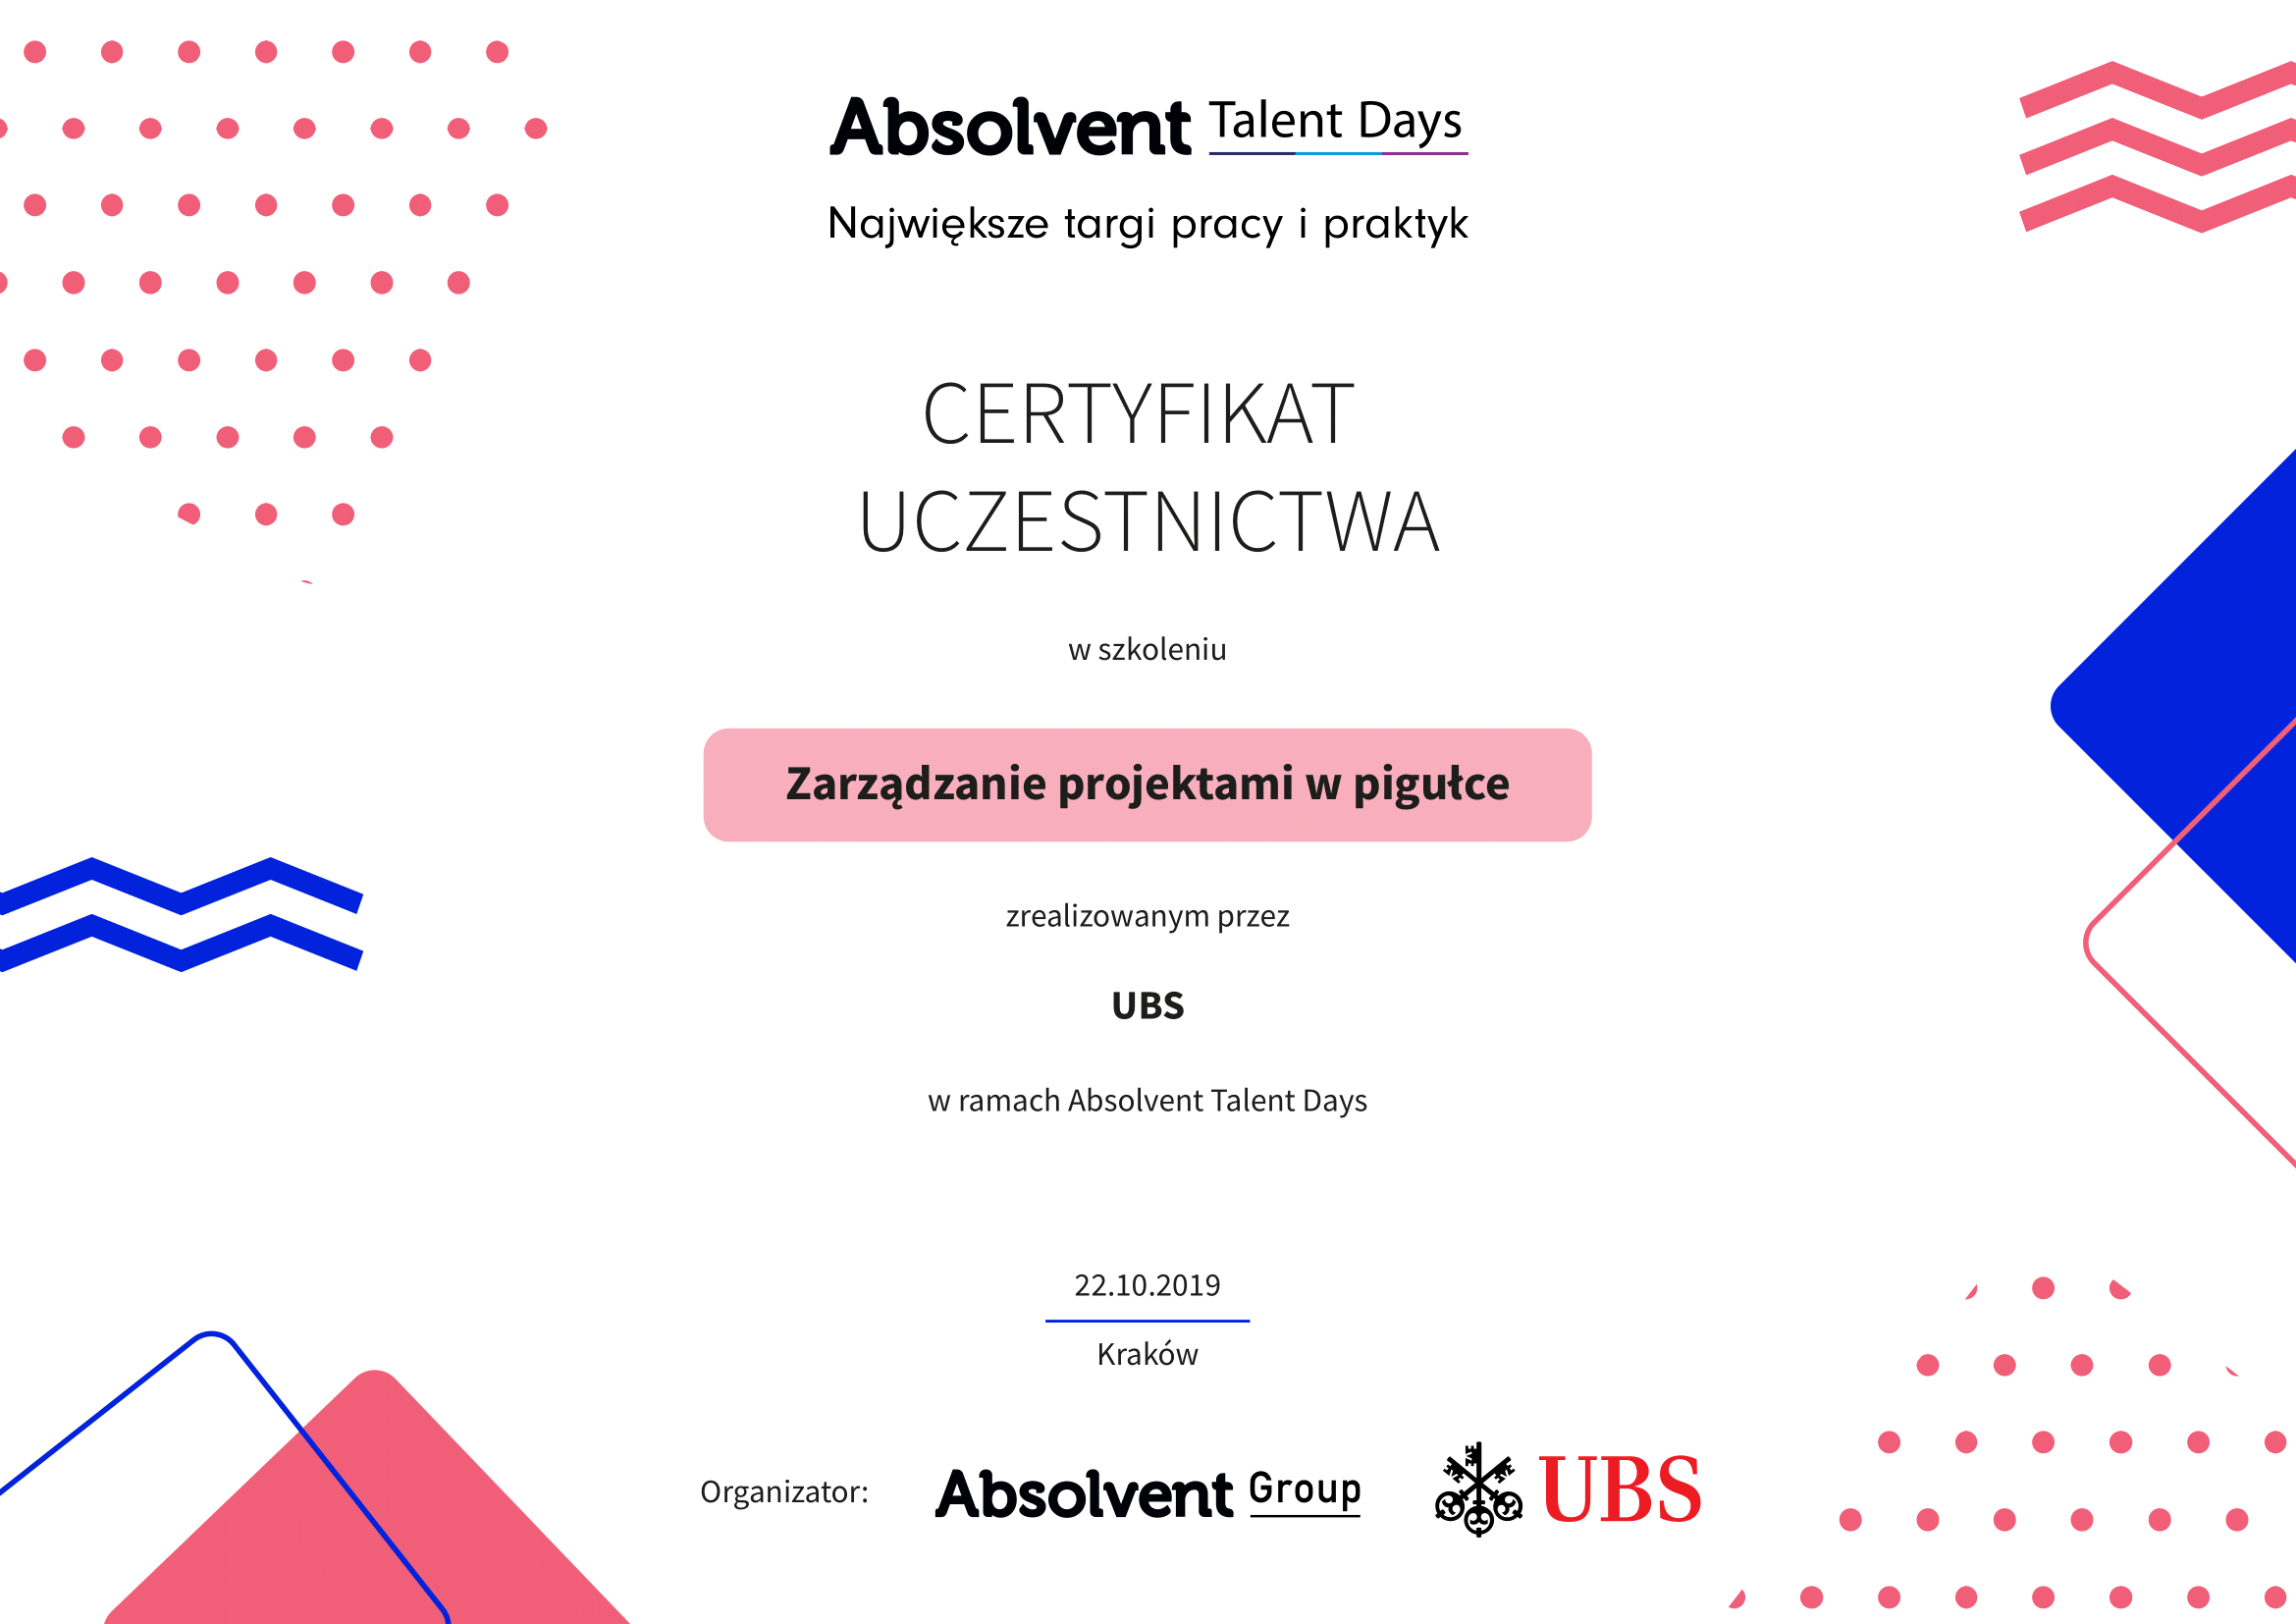 Absolvent Talent Days
Największe targi pracy i praktyk
CERTYFIKAT
UCZESTNICTWA
w szkoleniu
Zarządzanie projektami w pigułce
zrealizowanym przez
UBS
w ramach Absolvent Talent Days
22.10.2019
Kraków
Organizator: Absolvent Group UBS